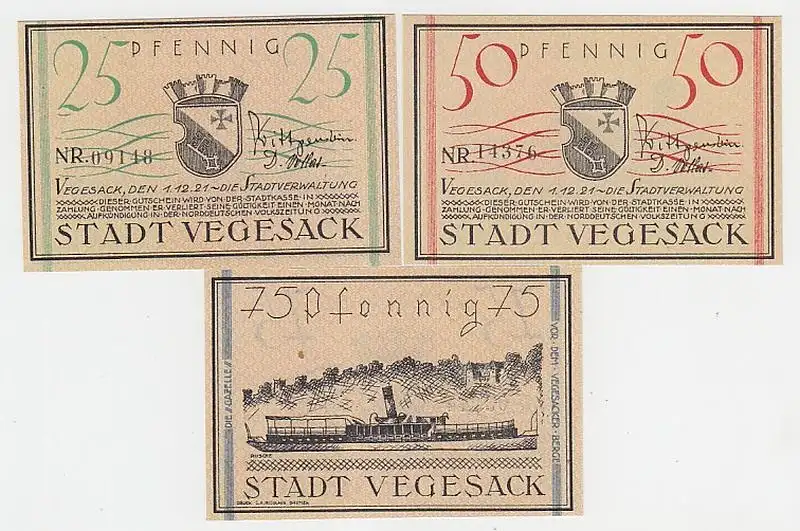 25 PFENNIG 25
NR. 09148
VEGESACK, DEN 1.12.21~DIE STADTVERWALTUNG
DIESER GUTSCHEIN WIRD VON DER STADTKASSE IN
ZAHLUNG GENOMMEN ER VERLIERT SEINE GÜLTIGKEIT EINEN MONAT NACH
AUFKÜNDIGUNG IN DER NORDDEUTSCHEN VOLKSZEITUNG
STADT VEGESACK
50 PFENNIG 50
NR. 14376
VEGESACK, DEN 1.12.21~DIE STADTVERWALTUNG
DIESER GUTSCHEIN WIRD VON DER STADTKASSE IN
ZAHLUNG GENOMMEN ER VERLIERT SEINE GÜLTIGKEIT EINEN MONAT NACH
AUFKÜNDIGUNG IN DER NORDDEUTSCHEN VOLKSZEITUNG
STADT VEGESACK
75 Pfennig 75
DIE "GAZELLE"
VOR DEM VEGESACKER BERGE
STADT VEGESACK
DRUCK